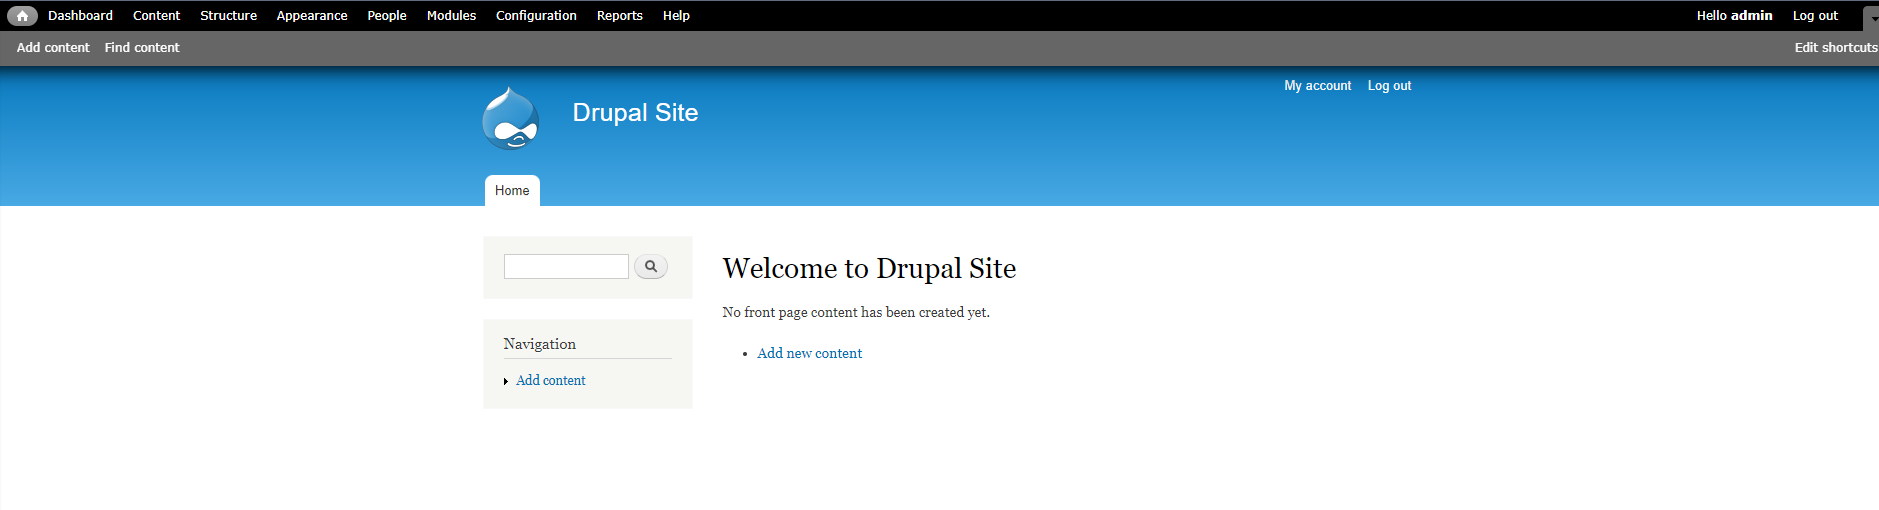 Dashboard Content Structure Appearance People Modules Configuration Reports Help Hello admin Log out
Add content Find content Edit shortcuts
My account Log out
Drupal Site
Home
Welcome to Drupal Site
No front page content has been created yet.
Navigation
Add new content
Add content